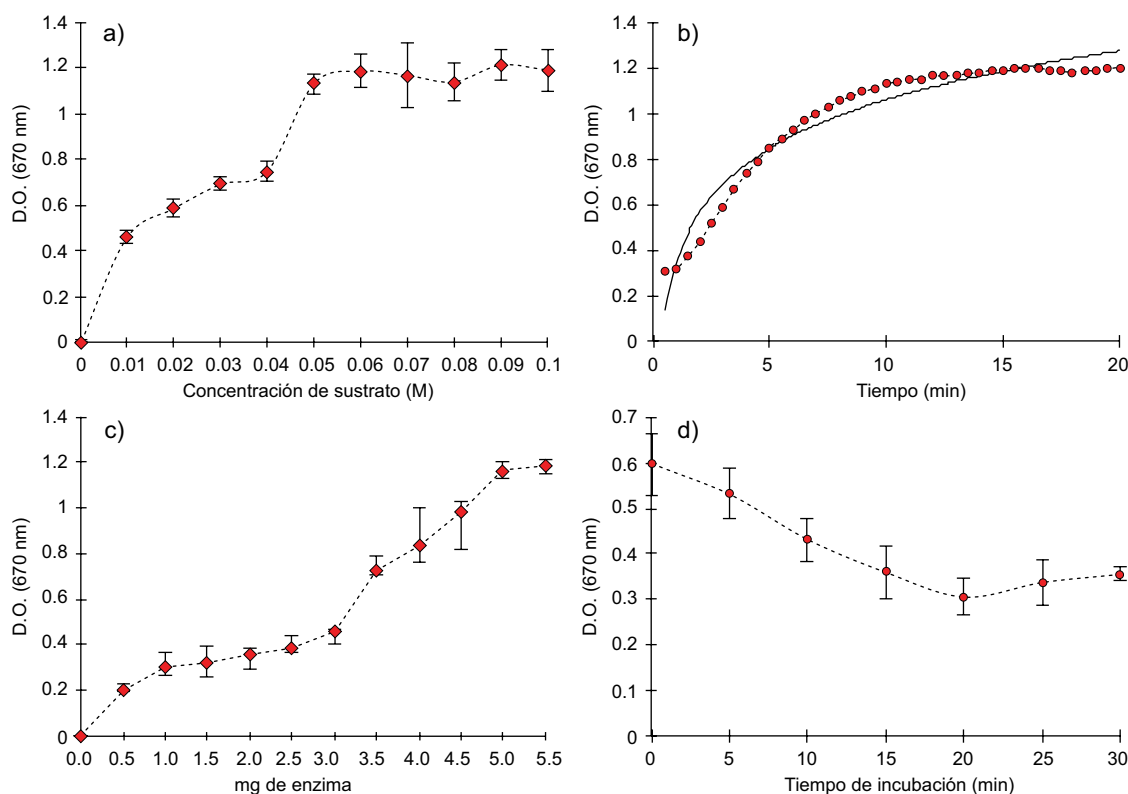 a)
D.O. (670 nm)
1.4
1.2
1
0.8
0.6
0.4
0.2
0
0 0.01 0.02 0.03 0.04 0.05 0.06 0.07 0.08 0.09 0.1
Concentración de sustrato (M)
b)
D.O. (670 nm)
1.4
1.2
1
0.8
0.6
0.4
0.2
0
0 5 10 15 20
Tiempo (min)
c)
D.O. (670 nm)
1.4
1.2
1
0.8
0.6
0.4
0.2
0
0.0 0.5 1.0 1.5 2.0 2.5 3.0 3.5 4.0 4.5 5.0 5.5
mg de enzima
d)
D.O. (670 nm)
0.7
0.6
0.5
0.4
0.3
0.2
0.1
0
0 5 10 15 20 25 30
Tiempo de incubación (min)